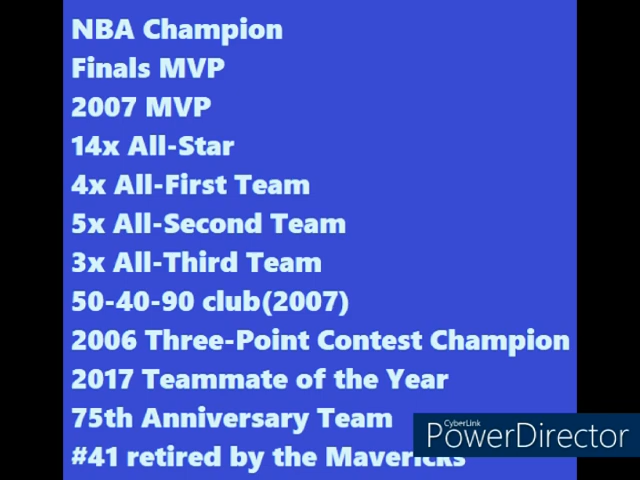 NBA Champion
Finals MVP
2007 MVP
14x All-Star
4x All-First Team
5x All-Second Team
3x All-Third Team
50-40-90 club(2007)
2006 Three-Point Contest Champion
2017 Teammate of the Year
75th Anniversary Team
#41 retired by the Mavericks
CyberLink
PowerDirector